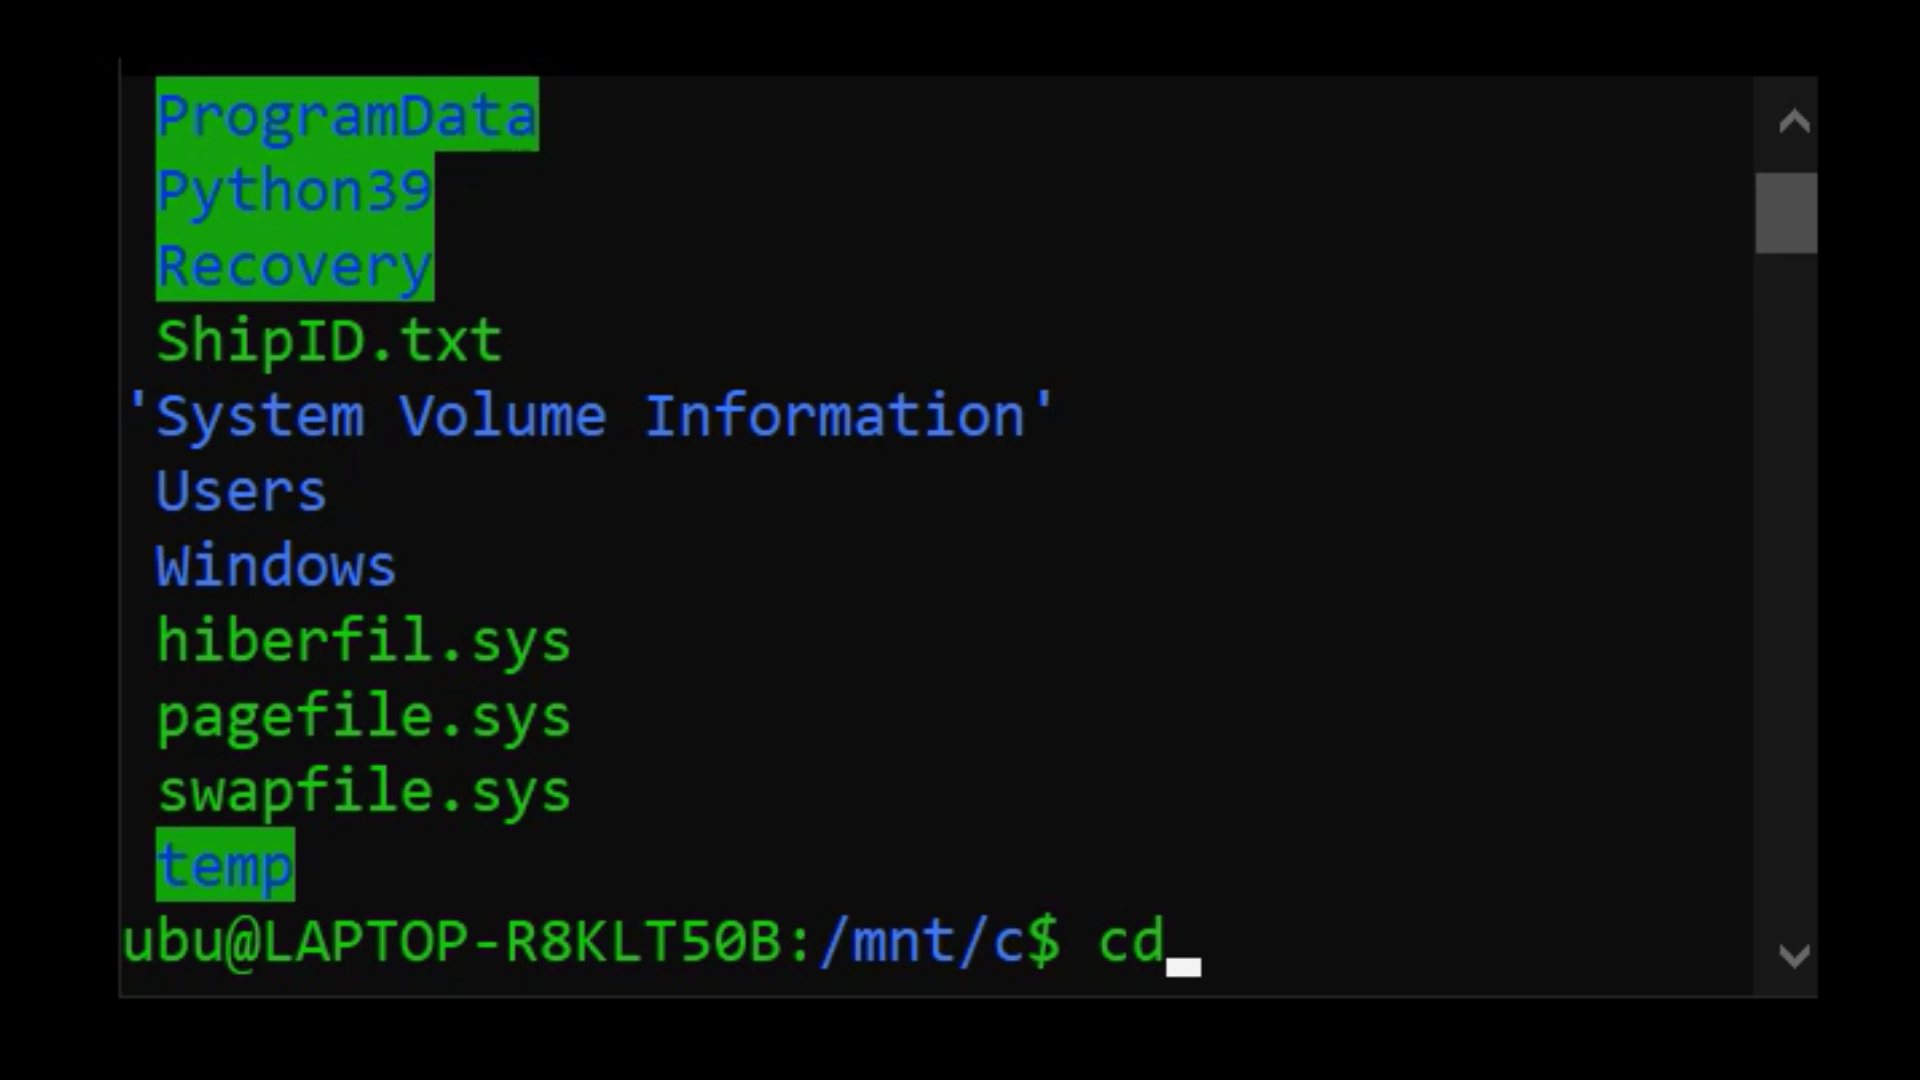 ProgramData
Python39
Recovery
ShipID.txt
'System Volume Information'
Users
Windows
hiberfil.sys
pagefile.sys
swapfile.sys
temp
ubu@LAPTOP-R8KLT50B:/mnt/c$ cd